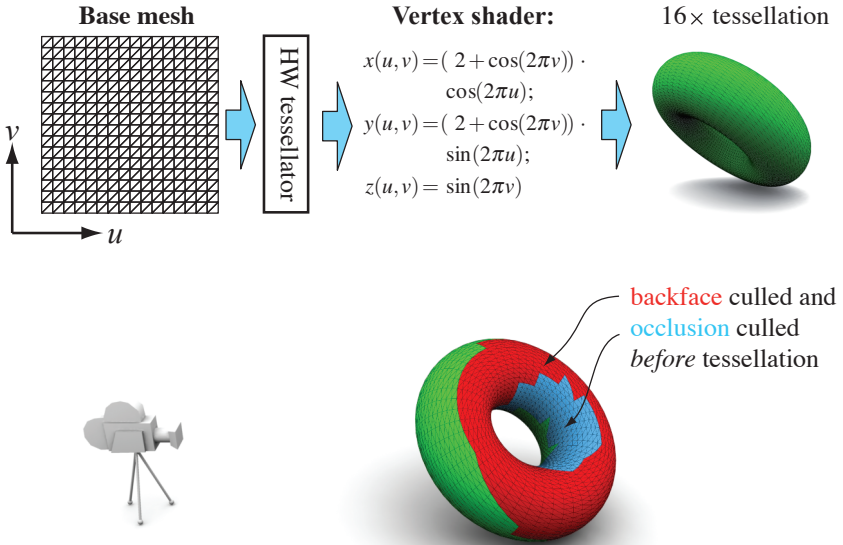 Base mesh
Vertex shader:
16× tessellation
HW tessellator
x(u,v) = ( 2 + cos(2πv)) ·
cos(2πu);
y(u,v) = ( 2 + cos(2πv)) ·
sin(2πu);
z(u,v) = sin(2πv)
v
u
backface culled and
occlusion culled
before tessellation